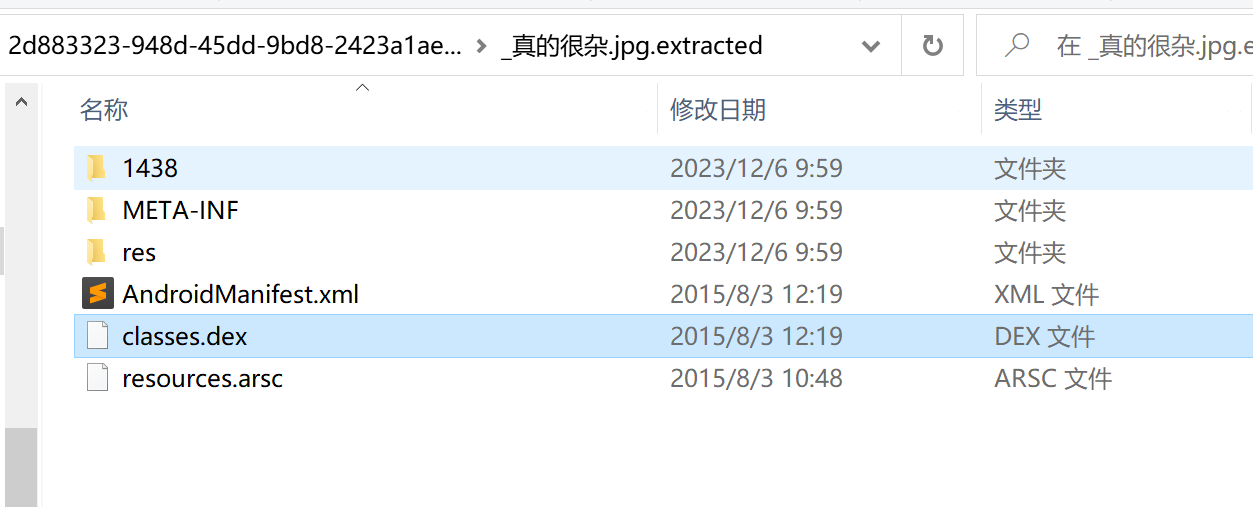 2d883323-948d-45dd-9bd8-2423a1ae... > _真的很杂.jpg.extracted 在 _真的很杂.jpg.e
名称 修改日期 类型
1438 2023/12/6 9:59 文件夹
META-INF 2023/12/6 9:59 文件夹
res 2023/12/6 9:59 文件夹
AndroidManifest.xml 2015/8/3 12:19 XML 文件
classes.dex 2015/8/3 12:19 DEX 文件
resources.arsc 2015/8/3 10:48 ARSC 文件